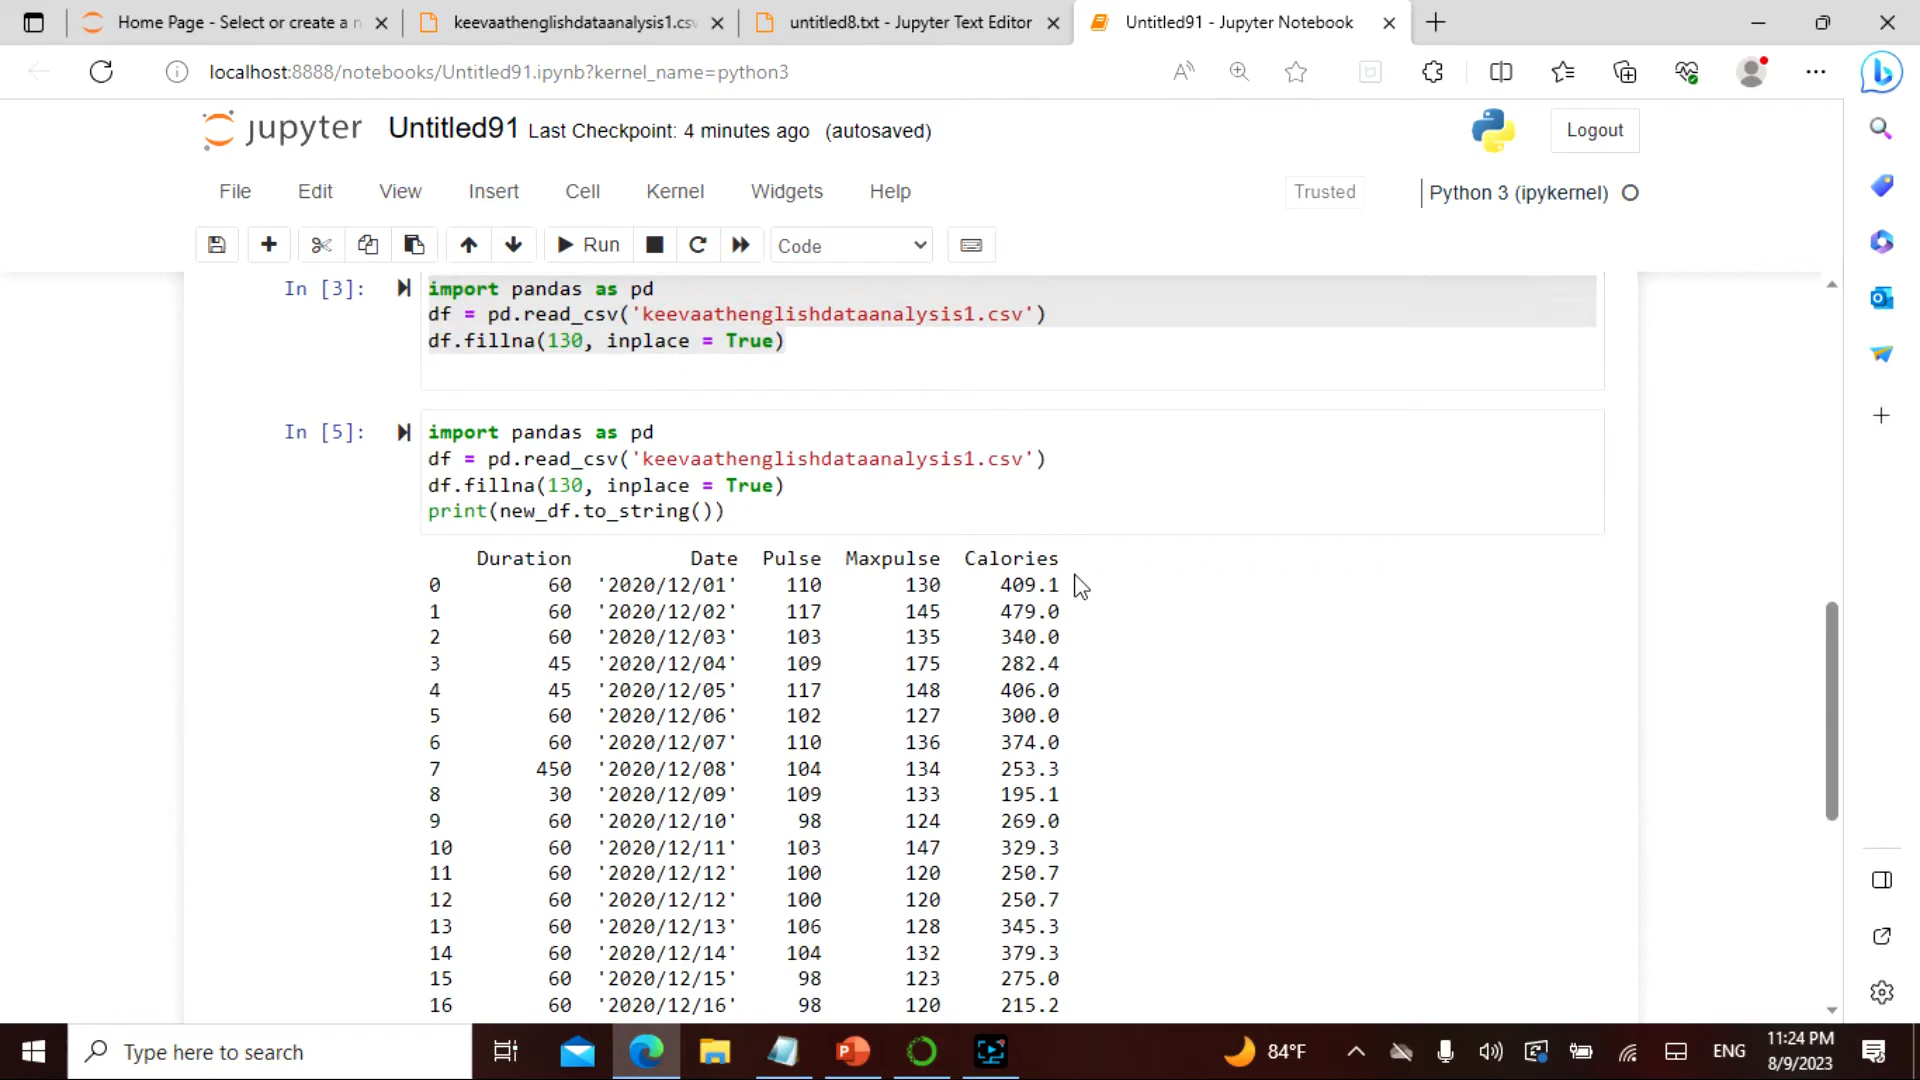 Home Page - Select or create a n
keevaathenglishdataanalysis1.csv
untitled8.txt - Jupyter Text Editor
Untitled91 - Jupyter Notebook
localhost:8888/notebooks/Untitled91.ipynb?kernel_name=python3
jupyter Untitled91 Last Checkpoint: 4 minutes ago (autosaved)
Logout
File Edit View Insert Cell Kernel Widgets Help
Trusted
Python 3 (ipykernel)
Run
Code
In [3]: import pandas as pd
df = pd.read_csv('keevaathenglishdataanalysis1.csv')
df.fillna(130, inplace = True)
In [5]: import pandas as pd
df = pd.read_csv('keevaathenglishdataanalysis1.csv')
df.fillna(130, inplace = True)
print(new_df.to_string())
Duration Date Pulse Maxpulse Calories
0 60 '2020/12/01' 110 130 409.1
1 60 '2020/12/02' 117 145 479.0
2 60 '2020/12/03' 103 135 340.0
3 45 '2020/12/04' 109 175 282.4
4 45 '2020/12/05' 117 148 406.0
5 60 '2020/12/06' 102 127 300.0
6 60 '2020/12/07' 110 136 374.0
7 450 '2020/12/08' 104 134 253.3
8 30 '2020/12/09' 109 133 195.1
9 60 '2020/12/10' 98 124 269.0
10 60 '2020/12/11' 103 147 329.3
11 60 '2020/12/12' 100 120 250.7
12 60 '2020/12/12' 100 120 250.7
13 60 '2020/12/13' 106 128 345.3
14 60 '2020/12/14' 104 132 379.3
15 60 '2020/12/15' 98 123 275.0
16 60 '2020/12/16' 98 120 215.2
Type here to search
84°F
ENG
11:24 PM
8/9/2023